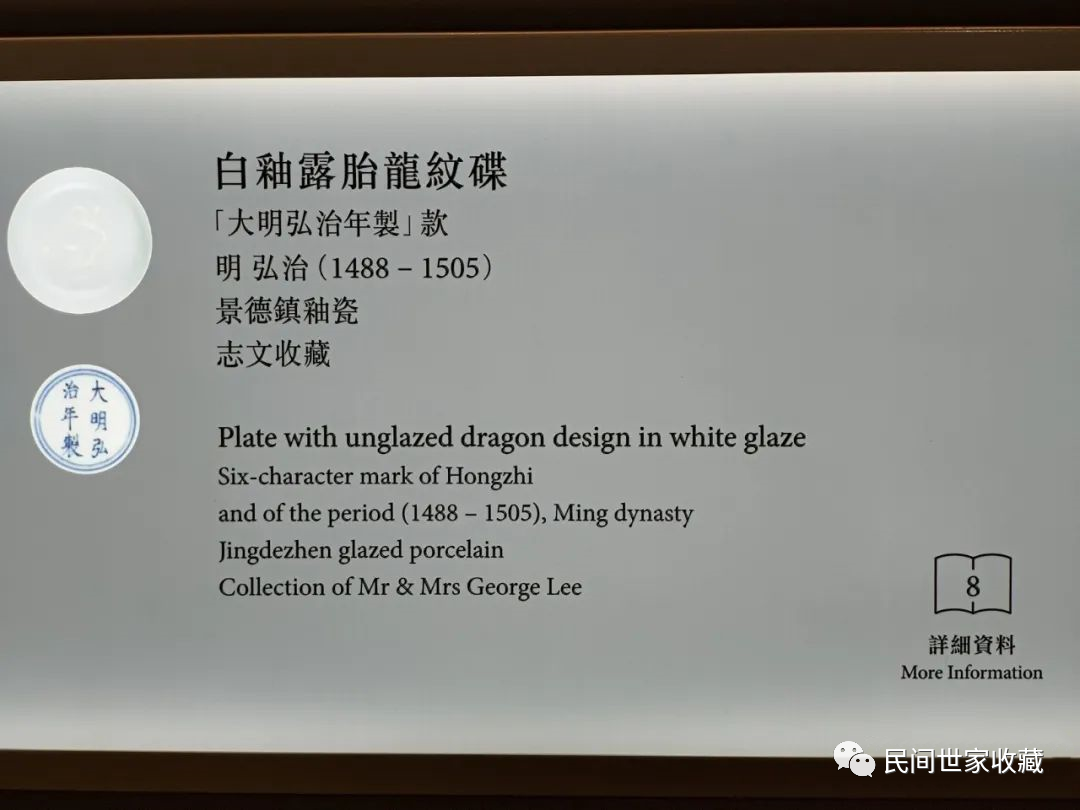 白釉露胎龍紋碟
「大明弘治年製」款
明 弘治（1488 – 1505）
景德鎮釉瓷
志文收藏
大明弘
治年製
Plate with unglazed dragon design in white glaze
Six-character mark of Hongzhi
and of the period (1488 – 1505), Ming dynasty
Jingdezhen glazed porcelain
Collection of Mr & Mrs George Lee
8
詳細資料
More Information
民间世家收藏